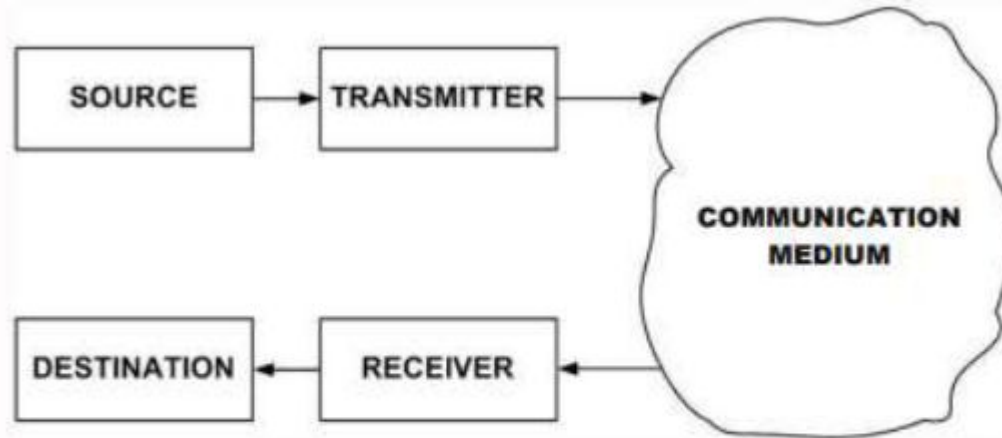 SOURCE
TRANSMITTER
COMMUNICATION
MEDIUM
DESTINATION
RECEIVER